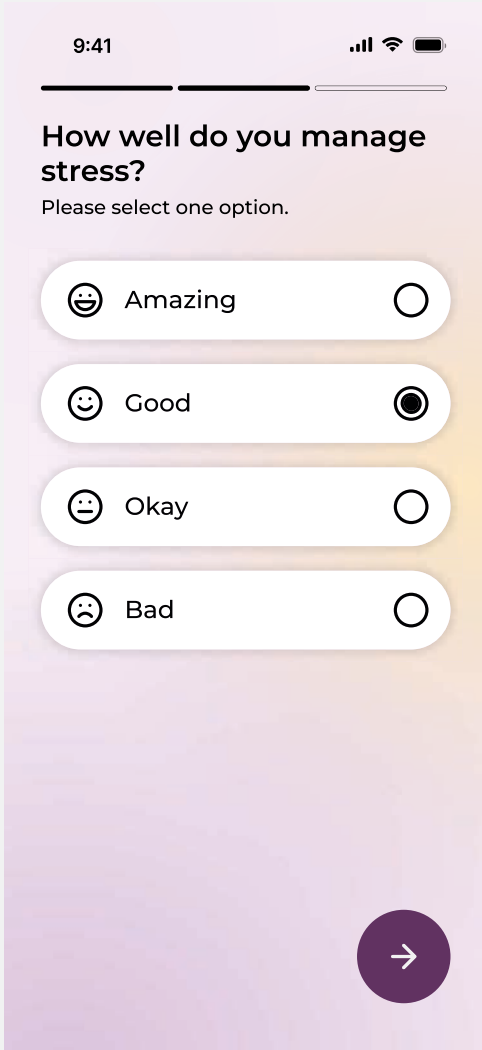 9:41
How well do you manage
stress?
Please select one option.
Amazing
Good
Okay
Bad